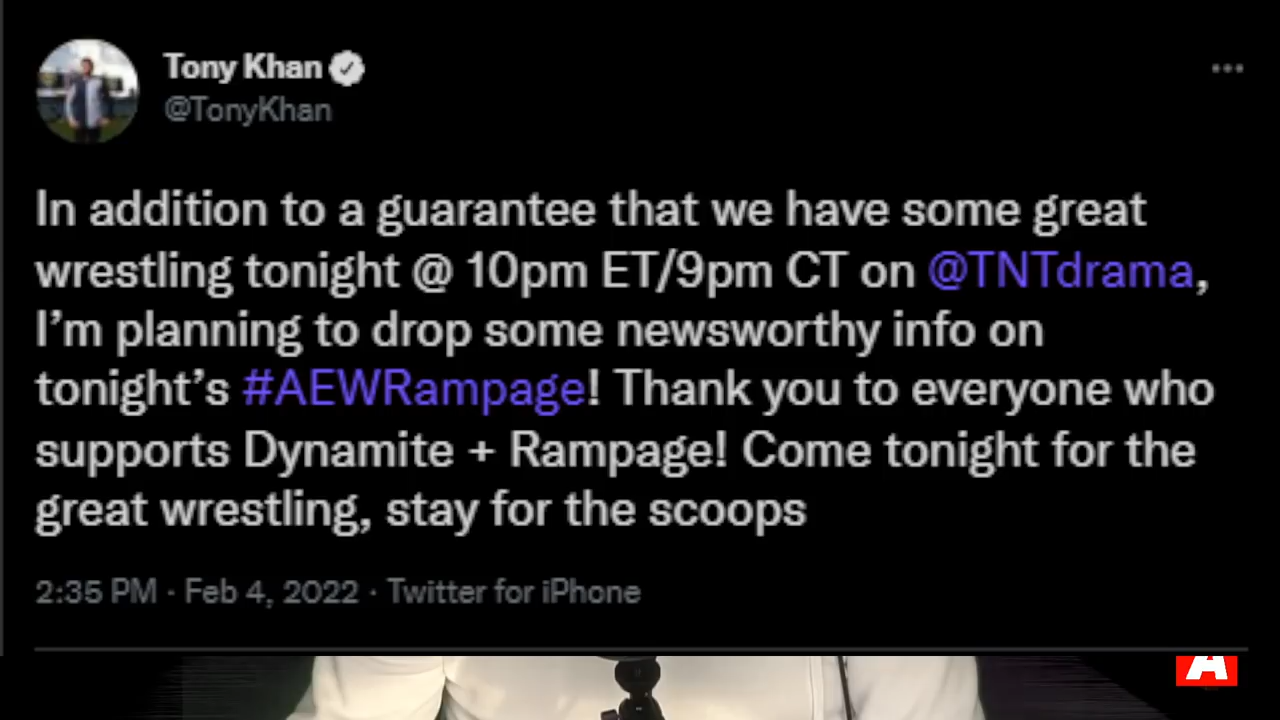 Tony Khan
@TonyKhan
In addition to a guarantee that we have some great
wrestling tonight @ 10pm ET/9pm CT on @TNTdrama,
I’m planning to drop some newsworthy info on
tonight’s #AEWRampage! Thank you to everyone who
supports Dynamite + Rampage! Come tonight for the
great wrestling, stay for the scoops
2:35 PM · Feb 4, 2022 · Twitter for iPhone
A